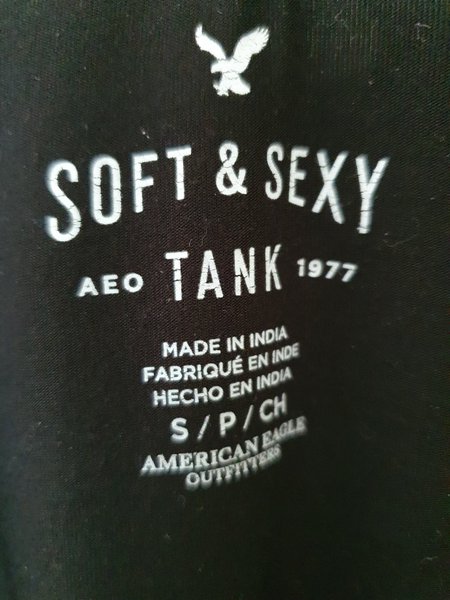 SOFT & SEXY
AEO TANK 1977
MADE IN INDIA
FABRIQUÉ EN INDE
HECHO EN INDIA
S / P / CH
AMERICAN EAGLE
OUTFITTERS